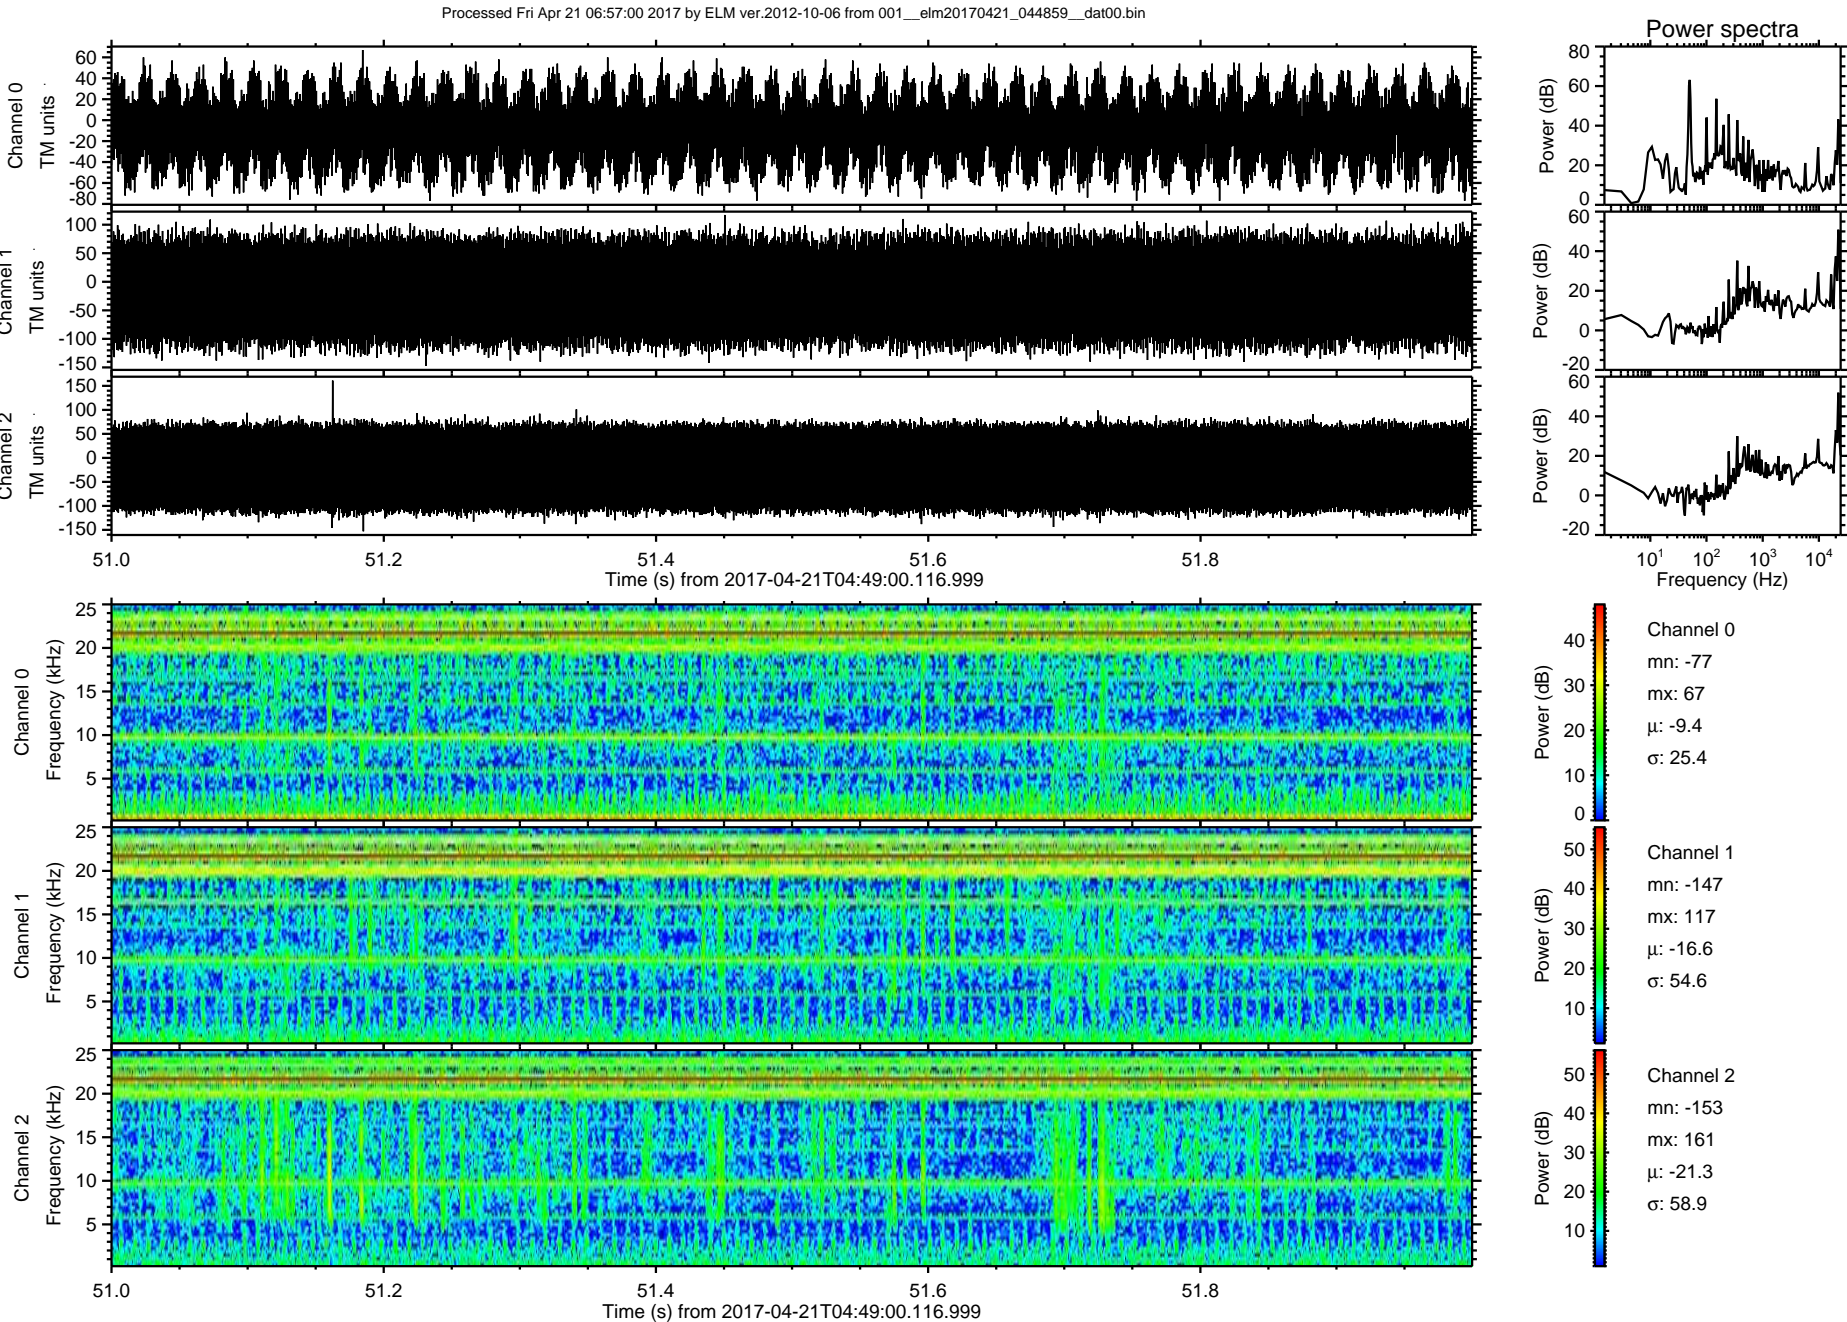 Processed Fri Apr 21 06:57:00 2017 by ELM ver.2012-10-06 from 001__elm20170421_044859__dat00.bin
Power spectra
Channel 0
TM units
60
40
20
0
-20
-40
-60
-80
Power (dB)
80
60
40
20
0
Channel 1
TM units
100
50
0
-50
-100
-150
Power (dB)
60
40
20
0
-20
Channel 2
TM units
150
100
50
0
-50
-100
-150
Power (dB)
60
40
20
0
-20
51.0 51.2 51.4 51.6 51.8
Time (s) from 2017-04-21T04:49:00.116.999
10¹ 10² 10³ 10⁴
Frequency (Hz)
Channel 0
Frequency (kHz)
25
20
15
10
5
Power (dB)
40
30
20
10
0
Channel 0
mn: -77
mx: 67
μ: -9.4
σ: 25.4
Channel 1
Frequency (kHz)
25
20
15
10
5
Power (dB)
50
40
30
20
10
Channel 1
mn: -147
mx: 117
μ: -16.6
σ: 54.6
Channel 2
Frequency (kHz)
25
20
15
10
5
Power (dB)
50
40
30
20
10
Channel 2
mn: -153
mx: 161
μ: -21.3
σ: 58.9
51.0 51.2 51.4 51.6 51.8
Time (s) from 2017-04-21T04:49:00.116.999